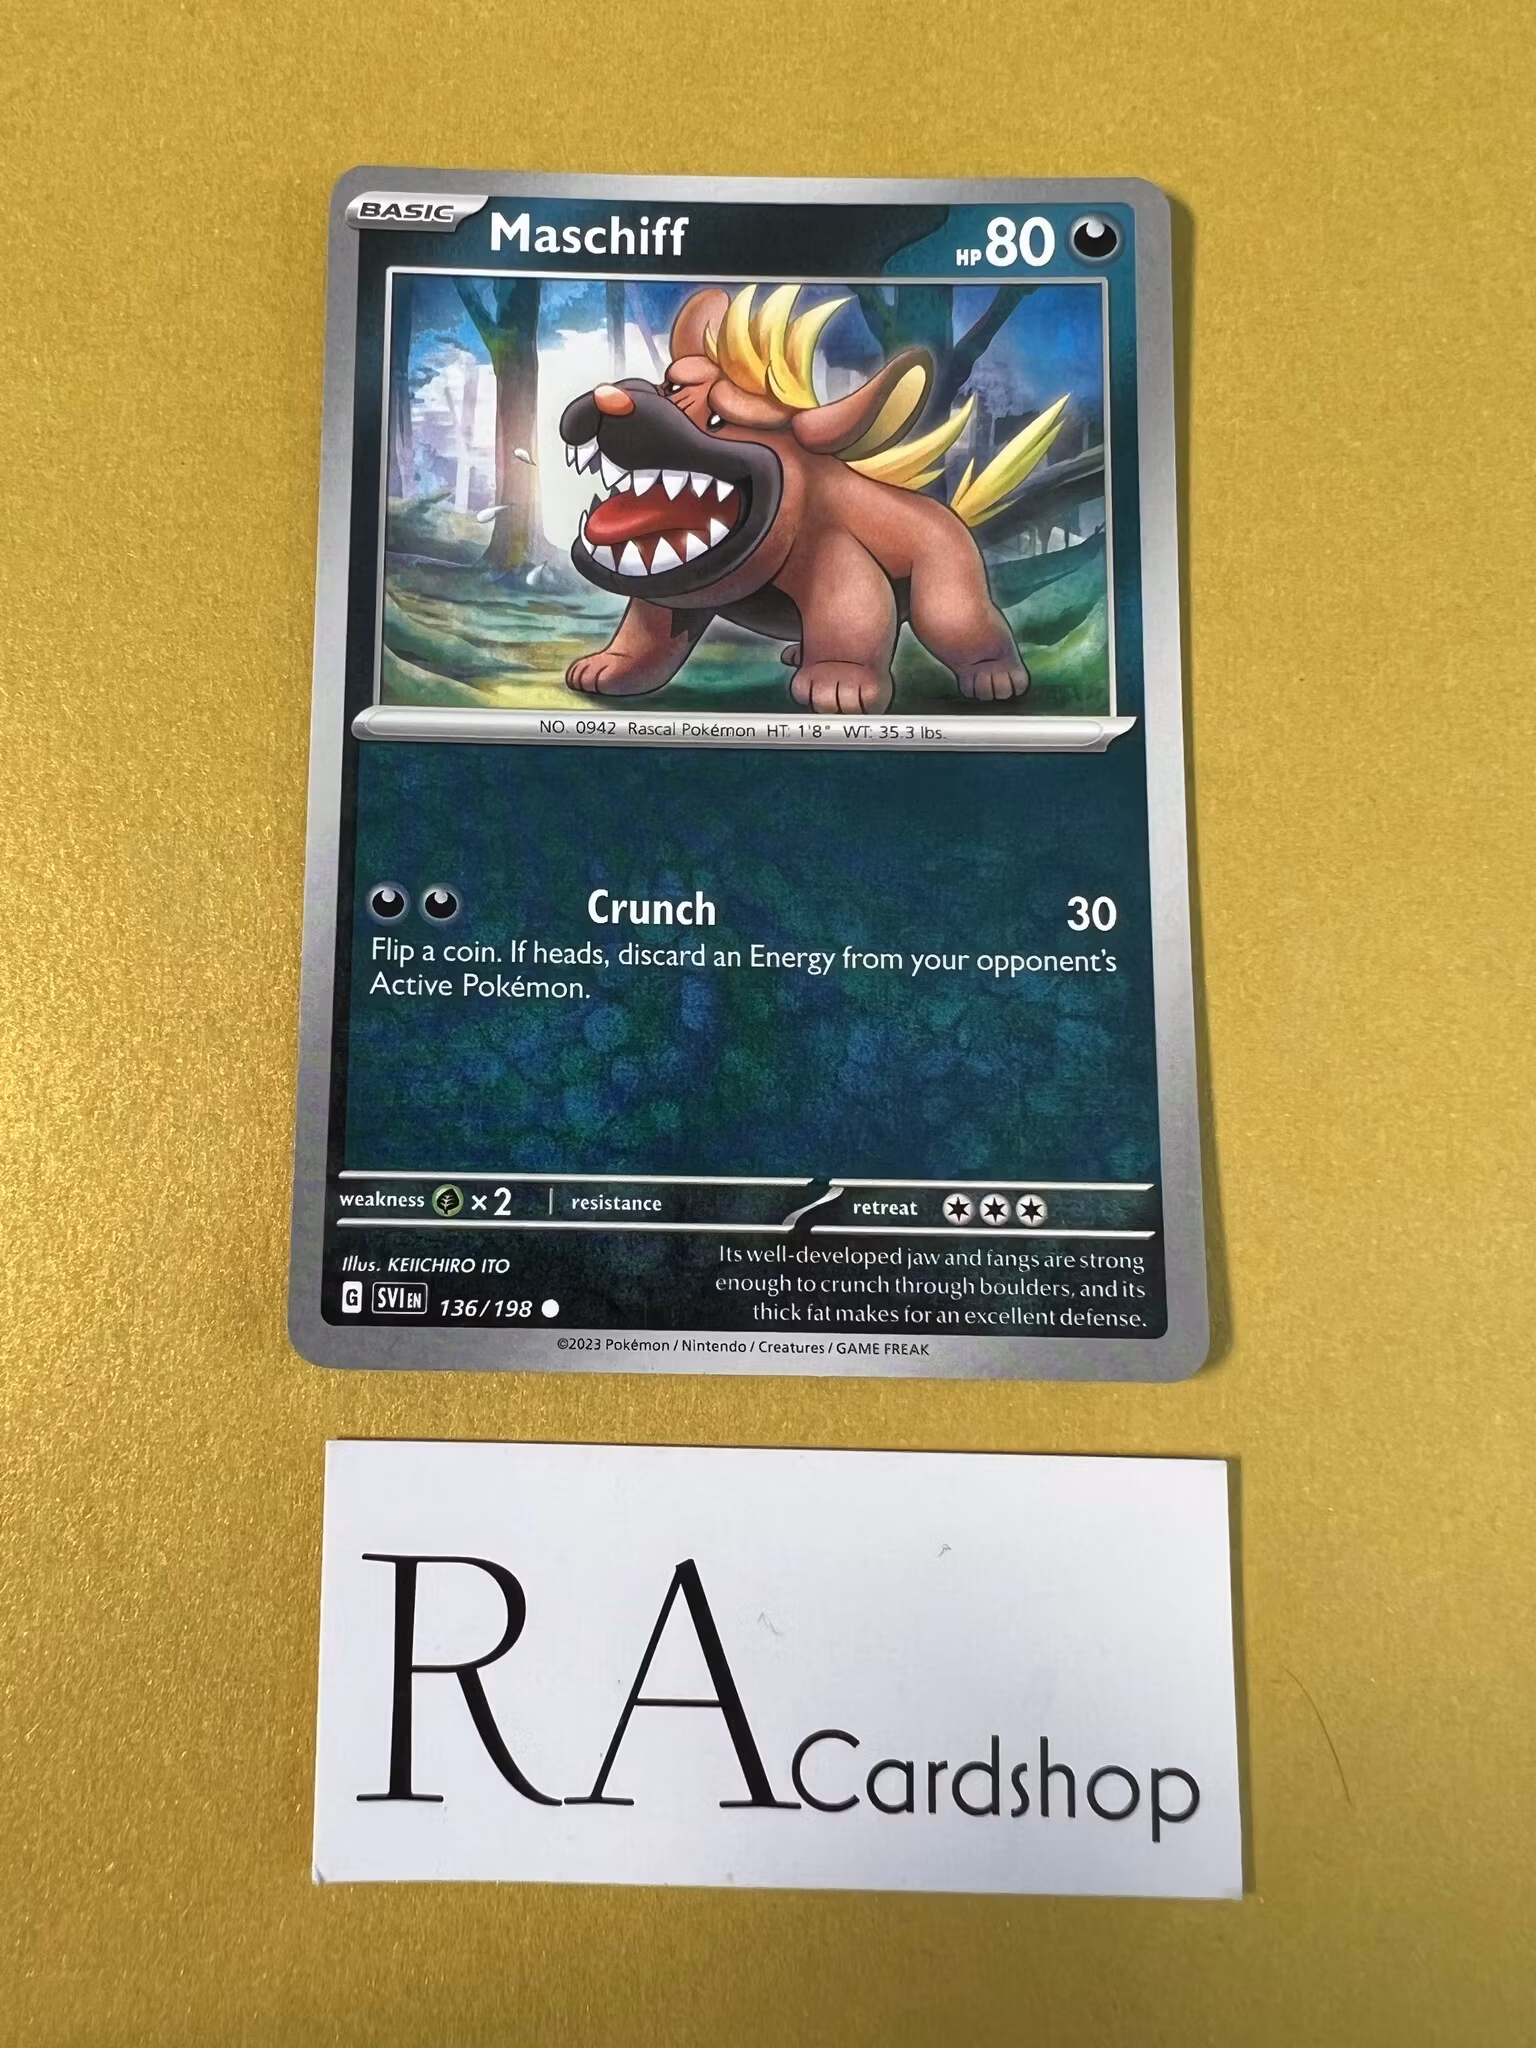 BASIC Maschiff HP 80
NO. 0942 Rascal Pokémon HT: 1'8" WT: 35.3 lbs.
Crunch 30
Flip a coin. If heads, discard an Energy from your opponent's
Active Pokémon.
weakness ×2 resistance retreat
Illus. KEIICHIRO ITO
G SVI EN 136/198
Its well-developed jaw and fangs are strong
enough to crunch through boulders, and its
thick fat makes for an excellent defense.
©2023 Pokémon / Nintendo / Creatures / GAME FREAK
RA Cardshop